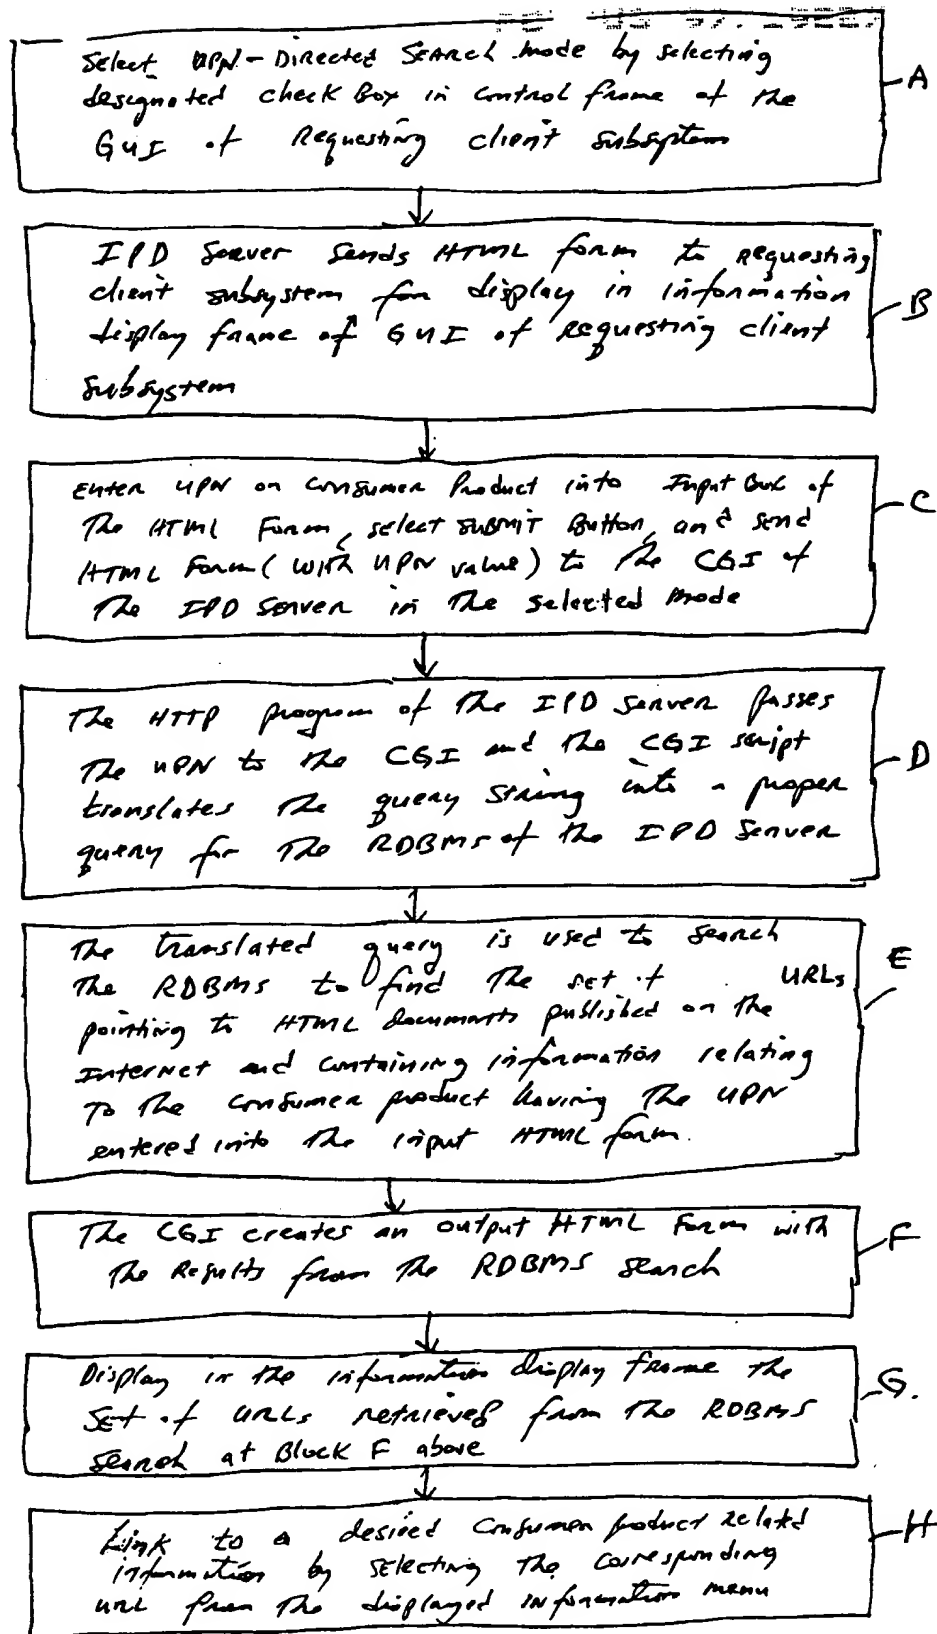 Select UPN-Directed Search mode by selecting
designated check Box in control frame of the
GUI of Requesting client subsystem
A
IPD Server Sends HTML form to requesting
client subsystem for display in information
display frame of GUI of requesting client
subsystem
B
Enter UPN on Consumer Product into Input Box of
The HTML Form, select submit Button, and send
HTML Form (with UPN value) to the CGI of
The IPD Server in the selected mode
C
The HTTP program of the IPD Server passes
The UPN to the CGI and the CGI script
translates the query string into a proper
query for the RDBMS of the IPD Server
D
The translated query is used to search
The RDBMS to find the set of URLs
pointing to HTML documents published on the
Internet and containing information relating
To the consumer product having the UPN
entered into the input HTML form.
E
The CGI creates an output HTML Form with
The Results from the RDBMS search
F
Display in the information display frame the
Set of URLs retrieved from the RDBMS
search at Block F above
G.
Link to a desired Consumer product related
information by selecting the corresponding
URL from the displayed information menu
H